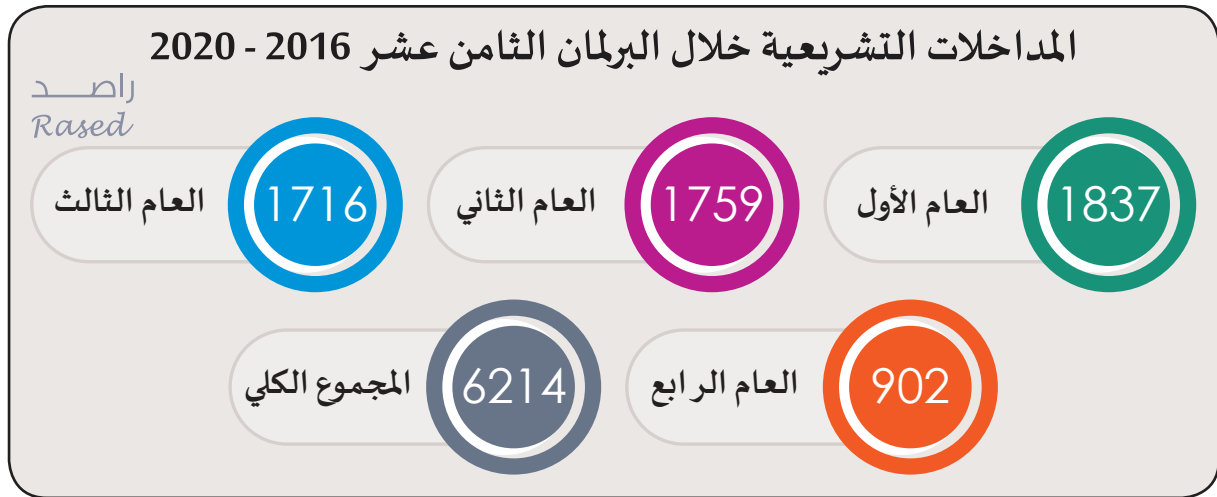 المداخلات التشريعية خلال البرلمان الثامن عشر 2016 - 2020
راصد
Rased
1837 العام الأول
1759 العام الثاني
1716 العام الثالث
902 العام الرابع
6214 المجموع الكلي